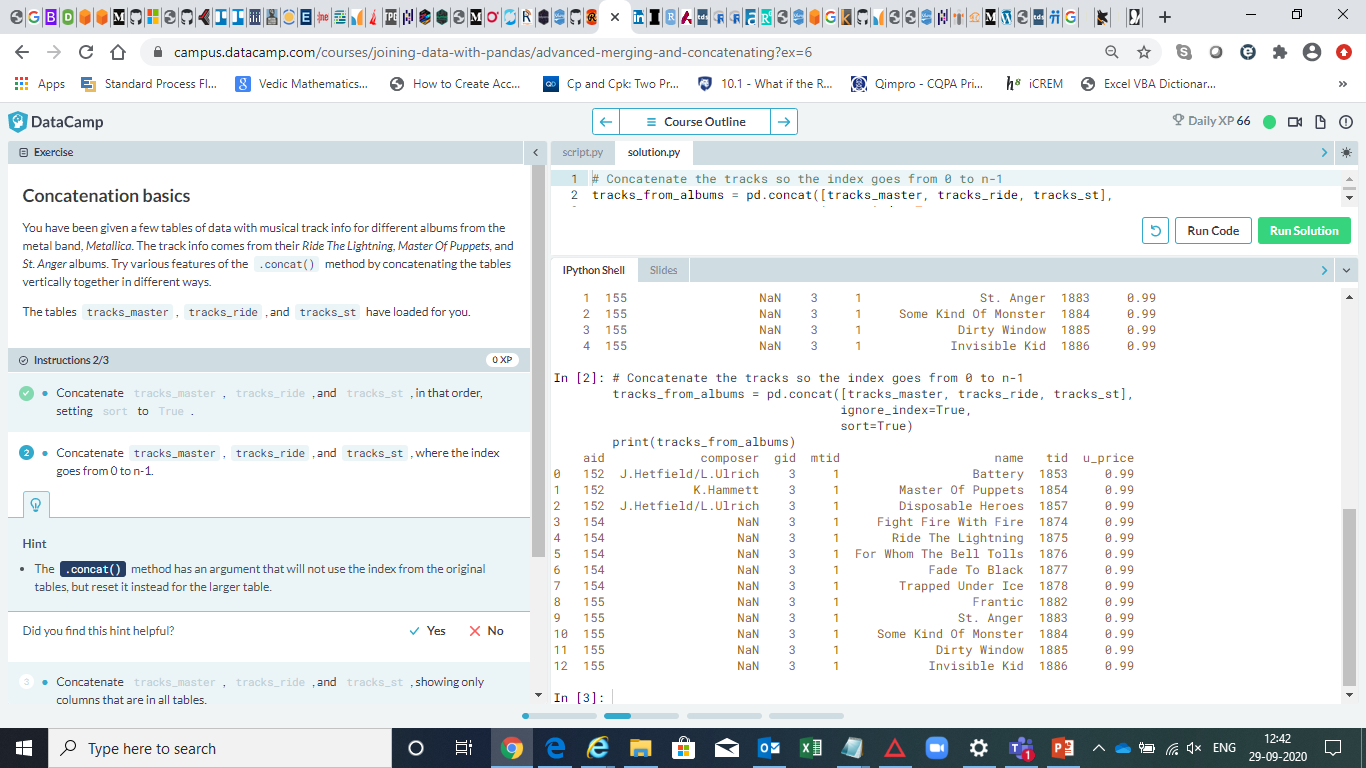 campus.datacamp.com/courses/joining-data-with-pandas/advanced-merging-and-concatenating?ex=6
Apps
Standard Process Fl...
Vedic Mathematics...
How to Create Acc...
Cp and Cpk: Two Pr...
10.1 - What if the R...
Qimpro - CQPA Pri...
iCREM
Excel VBA Dictionar...
DataCamp
Course Outline
Daily XP 66
Exercise
Concatenation basics
You have been given a few tables of data with musical track info for different albums from the
metal band, Metallica. The track info comes from their Ride The Lightning, Master Of Puppets, and
St. Anger albums. Try various features of the .concat() method by concatenating the tables
vertically together in different ways.
The tables tracks_master , tracks_ride , and tracks_st have loaded for you.
Instructions 2/3
0 XP
Concatenate tracks_master , tracks_ride , and tracks_st , in that order,
setting sort to True .
2
Concatenate tracks_master , tracks_ride , and tracks_st , where the index
goes from 0 to n-1.
Hint
The .concat() method has an argument that will not use the index from the original
tables, but reset it instead for the larger table.
Did you find this hint helpful?
Yes
No
3
Concatenate tracks_master , tracks_ride , and tracks_st , showing only
columns that are in all tables.
script.py
solution.py
1 # Concatenate the tracks so the index goes from 0 to n-1
2 tracks_from_albums = pd.concat([tracks_master, tracks_ride, tracks_st],
Run Code
Run Solution
IPython Shell
Slides
1 155 NaN 3 1 St. Anger 1883 0.99
2 155 NaN 3 1 Some Kind Of Monster 1884 0.99
3 155 NaN 3 1 Dirty Window 1885 0.99
4 155 NaN 3 1 Invisible Kid 1886 0.99
In [2]: # Concatenate the tracks so the index goes from 0 to n-1
tracks_from_albums = pd.concat([tracks_master, tracks_ride, tracks_st],
ignore_index=True,
sort=True)
print(tracks_from_albums)
aid composer gid mtid name tid u_price
0 152 J.Hetfield/L.Ulrich 3 1 Battery 1853 0.99
1 152 K.Hammett 3 1 Master Of Puppets 1854 0.99
2 152 J.Hetfield/L.Ulrich 3 1 Disposable Heroes 1857 0.99
3 154 NaN 3 1 Fight Fire With Fire 1874 0.99
4 154 NaN 3 1 Ride The Lightning 1875 0.99
5 154 NaN 3 1 For Whom The Bell Tolls 1876 0.99
6 154 NaN 3 1 Fade To Black 1877 0.99
7 154 NaN 3 1 Trapped Under Ice 1878 0.99
8 155 NaN 3 1 Frantic 1882 0.99
9 155 NaN 3 1 St. Anger 1883 0.99
10 155 NaN 3 1 Some Kind Of Monster 1884 0.99
11 155 NaN 3 1 Dirty Window 1885 0.99
12 155 NaN 3 1 Invisible Kid 1886 0.99
In [3]:
Type here to search
ENG
12:42
29-09-2020